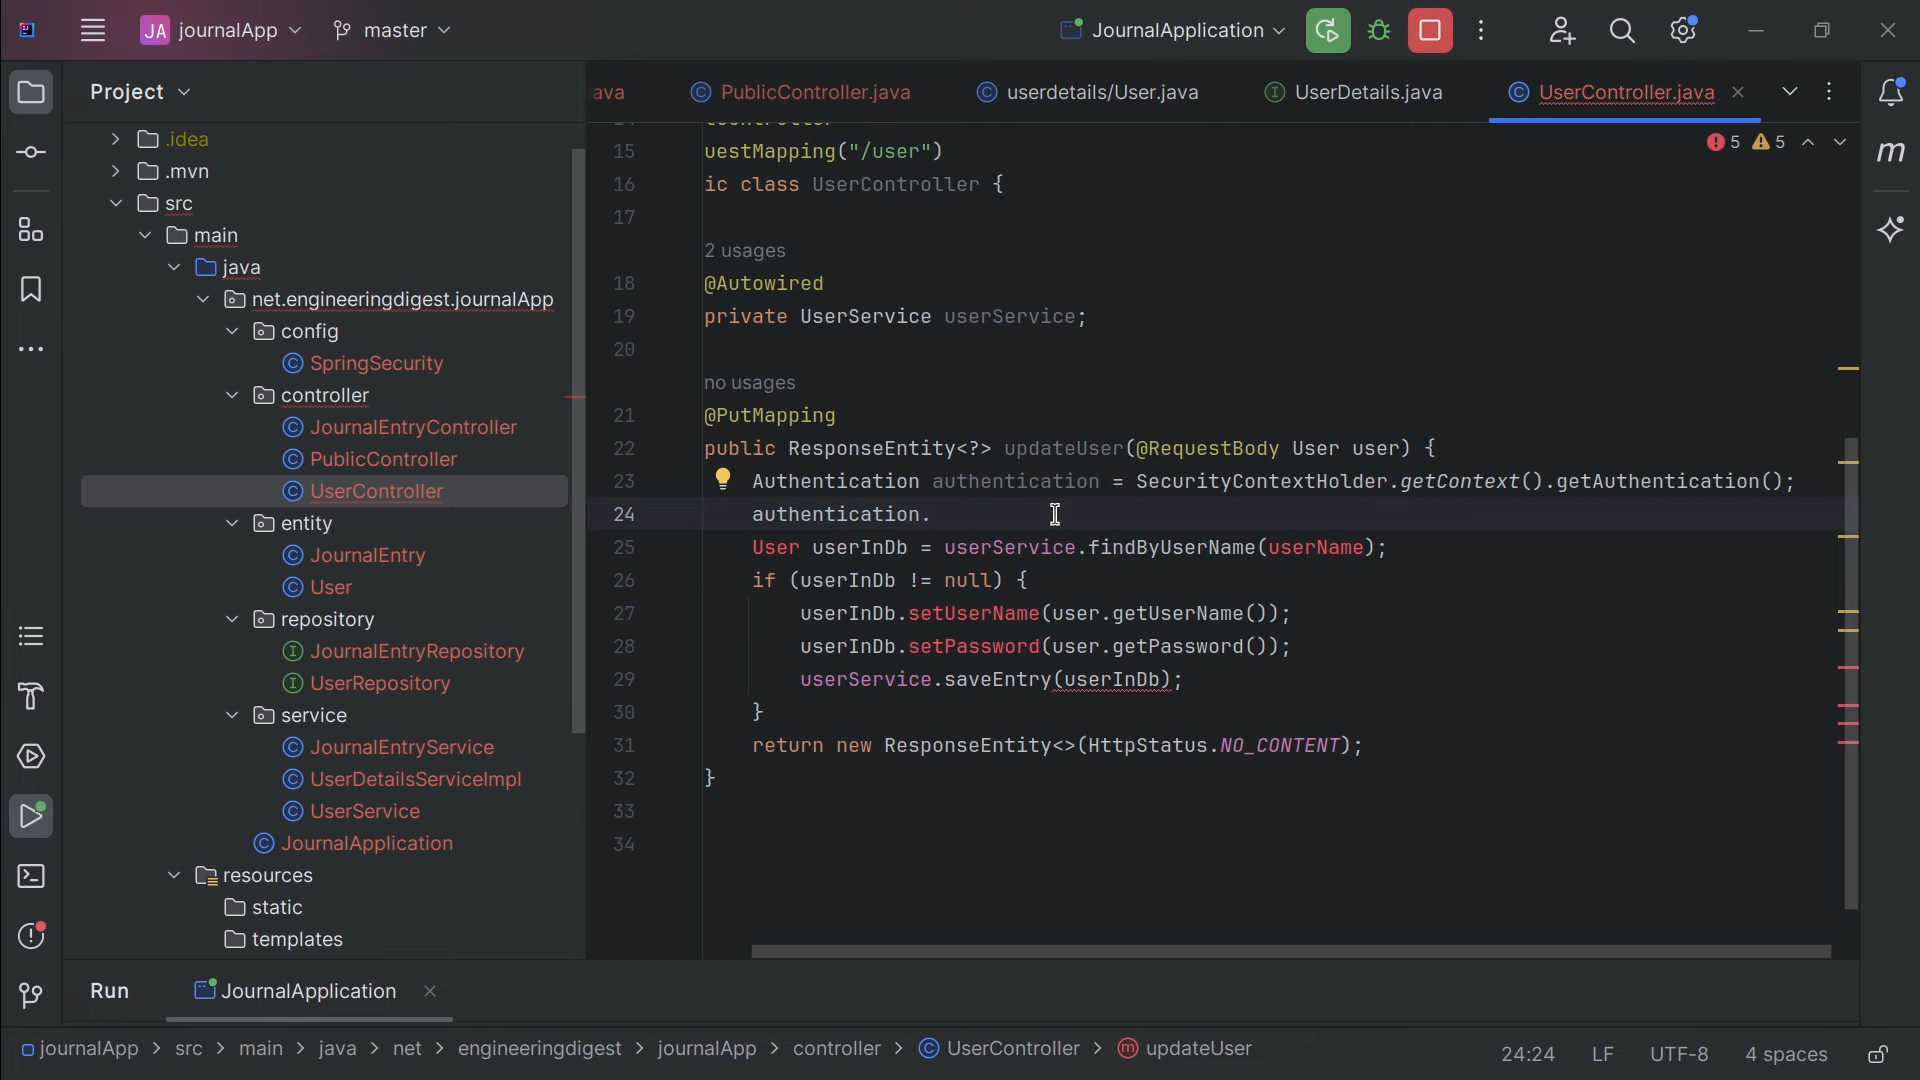 JA journalApp master JournalApplication
Project
ava PublicController.java userdetails/User.java UserDetails.java UserController.java
.idea
.mvn
src
main
java
net.engineeringdigest.journalApp
config
SpringSecurity
controller
JournalEntryController
PublicController
UserController
entity
JournalEntry
User
repository
JournalEntryRepository
UserRepository
service
JournalEntryService
UserDetailsServiceImpl
UserService
JournalApplication
resources
static
templates
5 5
15 uestMapping("/user")
16 ic class UserController {
17
2 usages
18 @Autowired
19 private UserService userService;
20
no usages
21 @PutMapping
22 public ResponseEntity<?> updateUser(@RequestBody User user) {
23 Authentication authentication = SecurityContextHolder.getContext().getAuthentication();
24 authentication.
25 User userInDb = userService.findByUserName(userName);
26 if (userInDb != null) {
27 userInDb.setUserName(user.getUserName());
28 userInDb.setPassword(user.getPassword());
29 userService.saveEntry(userInDb);
30 }
31 return new ResponseEntity<>(HttpStatus.NO_CONTENT);
32 }
33
34
Run JournalApplication
journalApp > src > main > java > net > engineeringdigest > journalApp > controller > UserController > updateUser
24:24 LF UTF-8 4 spaces